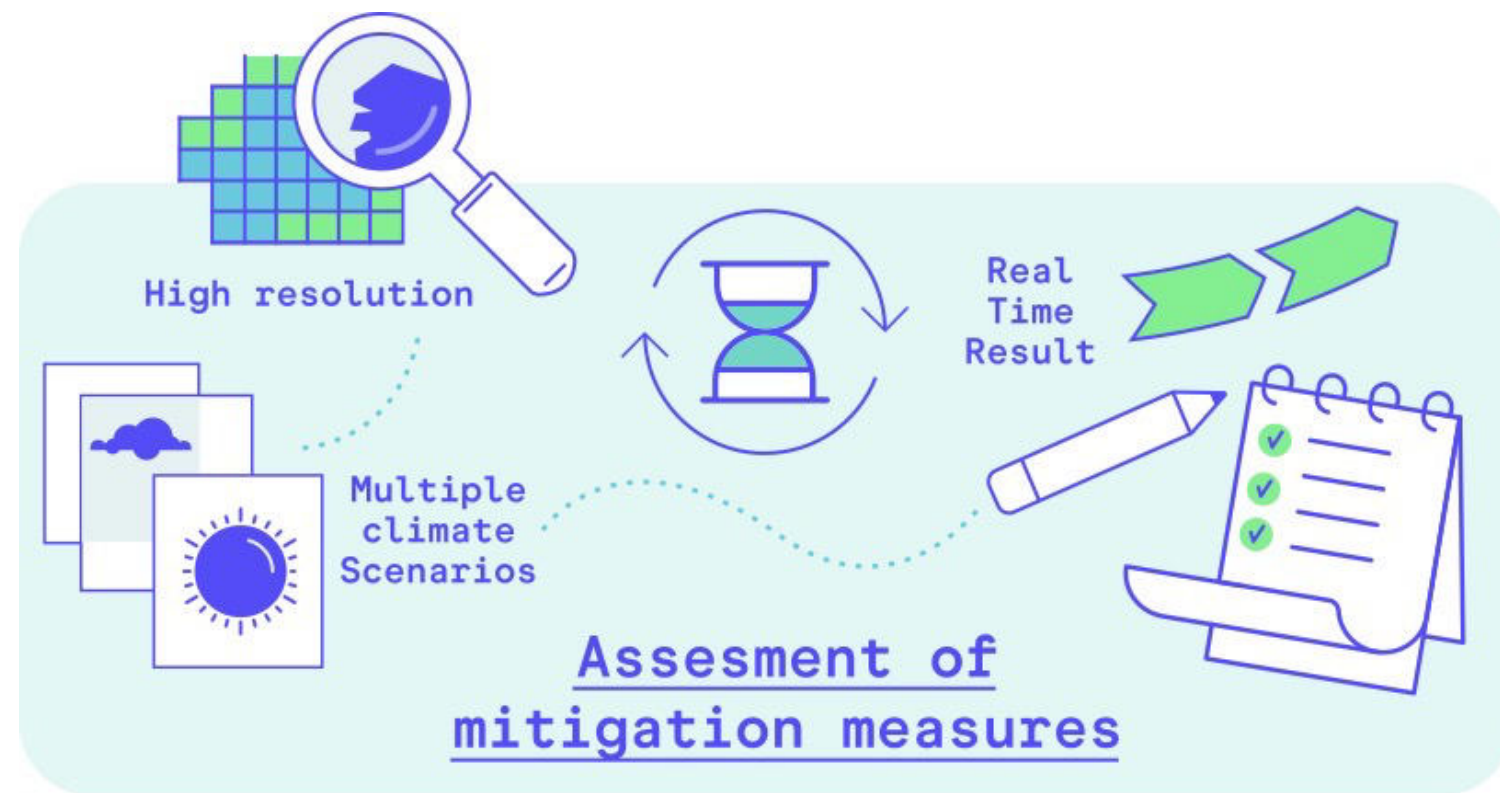 High resolution
Real
Time
Result
Multiple
climate
Scenarios
Assesment of
mitigation measures